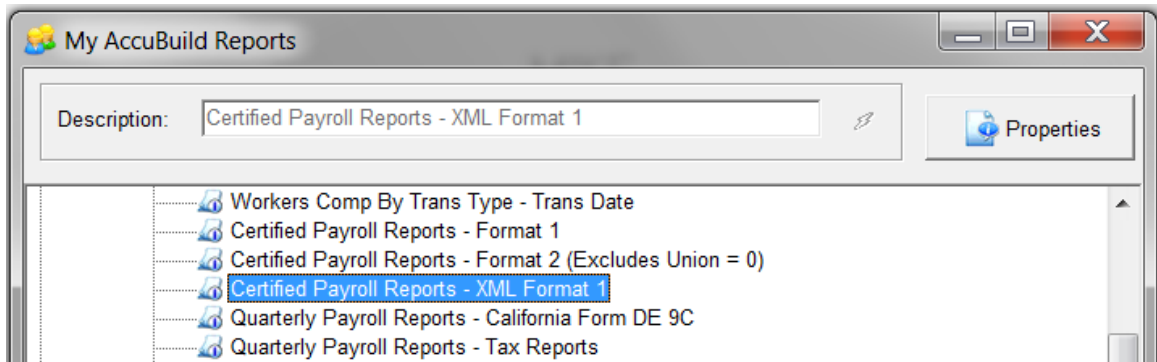 My AccuBuild Reports
Description: Certified Payroll Reports - XML Format 1
Properties
Workers Comp By Trans Type - Trans Date
Certified Payroll Reports - Format 1
Certified Payroll Reports - Format 2 (Excludes Union = 0)
Certified Payroll Reports - XML Format 1
Quarterly Payroll Reports - California Form DE 9C
Quarterly Payroll Reports - Tax Reports